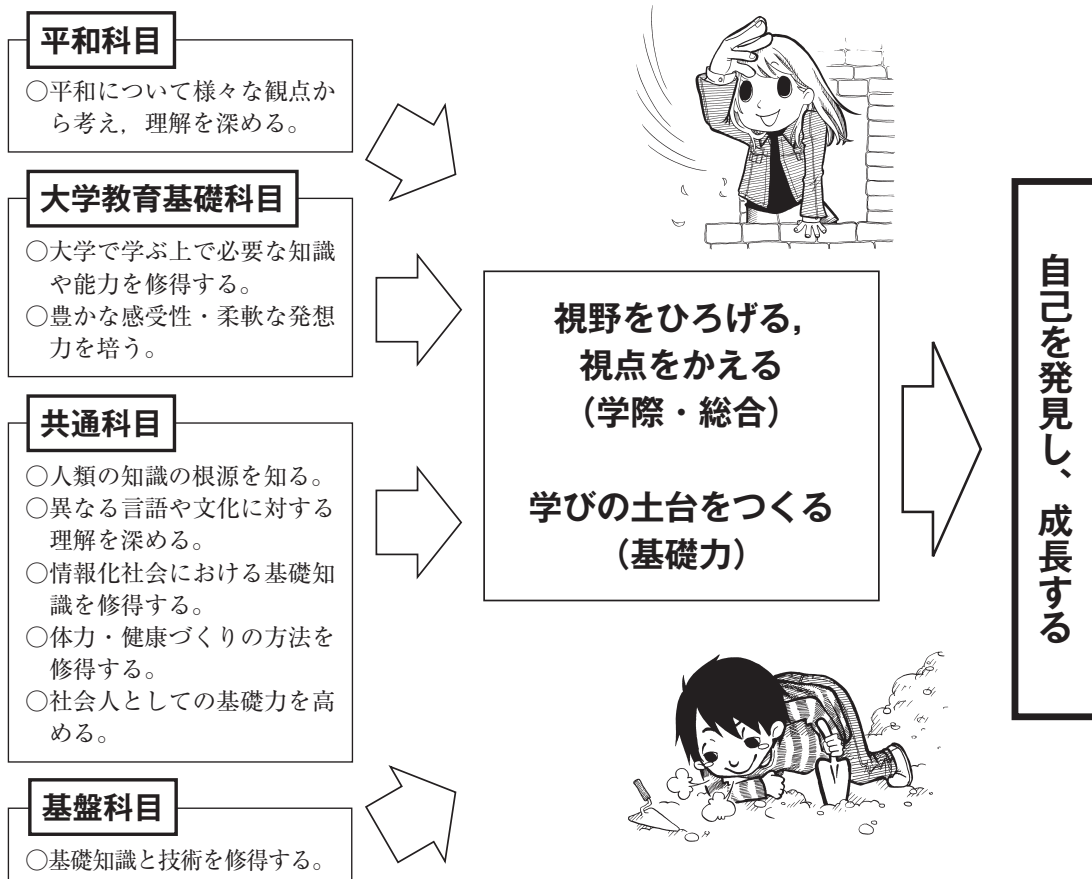 平和科目
○平和について様々な観点か
ら考え，理解を深める。
大学教育基礎科目
○大学で学ぶ上で必要な知識
や能力を修得する。
○豊かな感受性・柔軟な発想
力を培う。
共通科目
○人類の知識の根源を知る。
○異なる言語や文化に対する
理解を深める。
○情報化社会における基礎知
識を修得する。
○体力・健康づくりの方法を
修得する。
○社会人としての基礎力を高
める。
基盤科目
○基礎知識と技術を修得する。
視野をひろげる，
視点をかえる
（学際・総合）
学びの土台をつくる
（基礎力）
自己を発見し、成長する